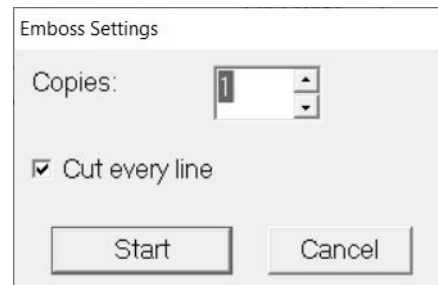 Emboss Settings
Copies: 1
Cut every line
Start Cancel